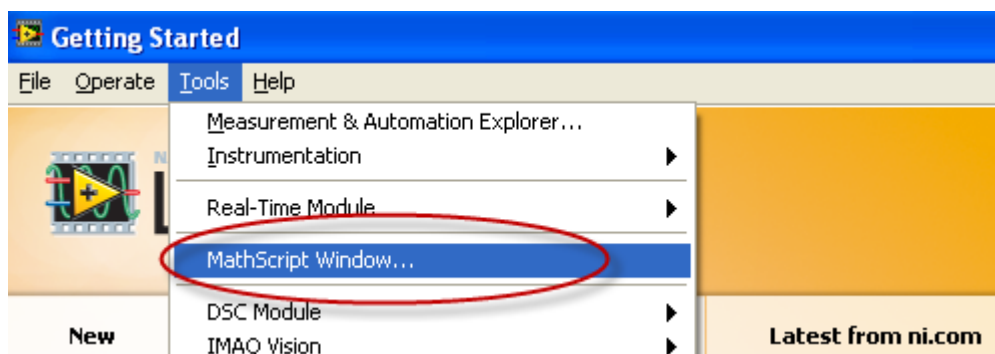 Getting Started
File Operate Tools Help
Measurement & Automation Explorer...
Instrumentation
Real-Time Module
MathScript Window...
DSC Module
New
IMAQ Vision
Latest from ni.com